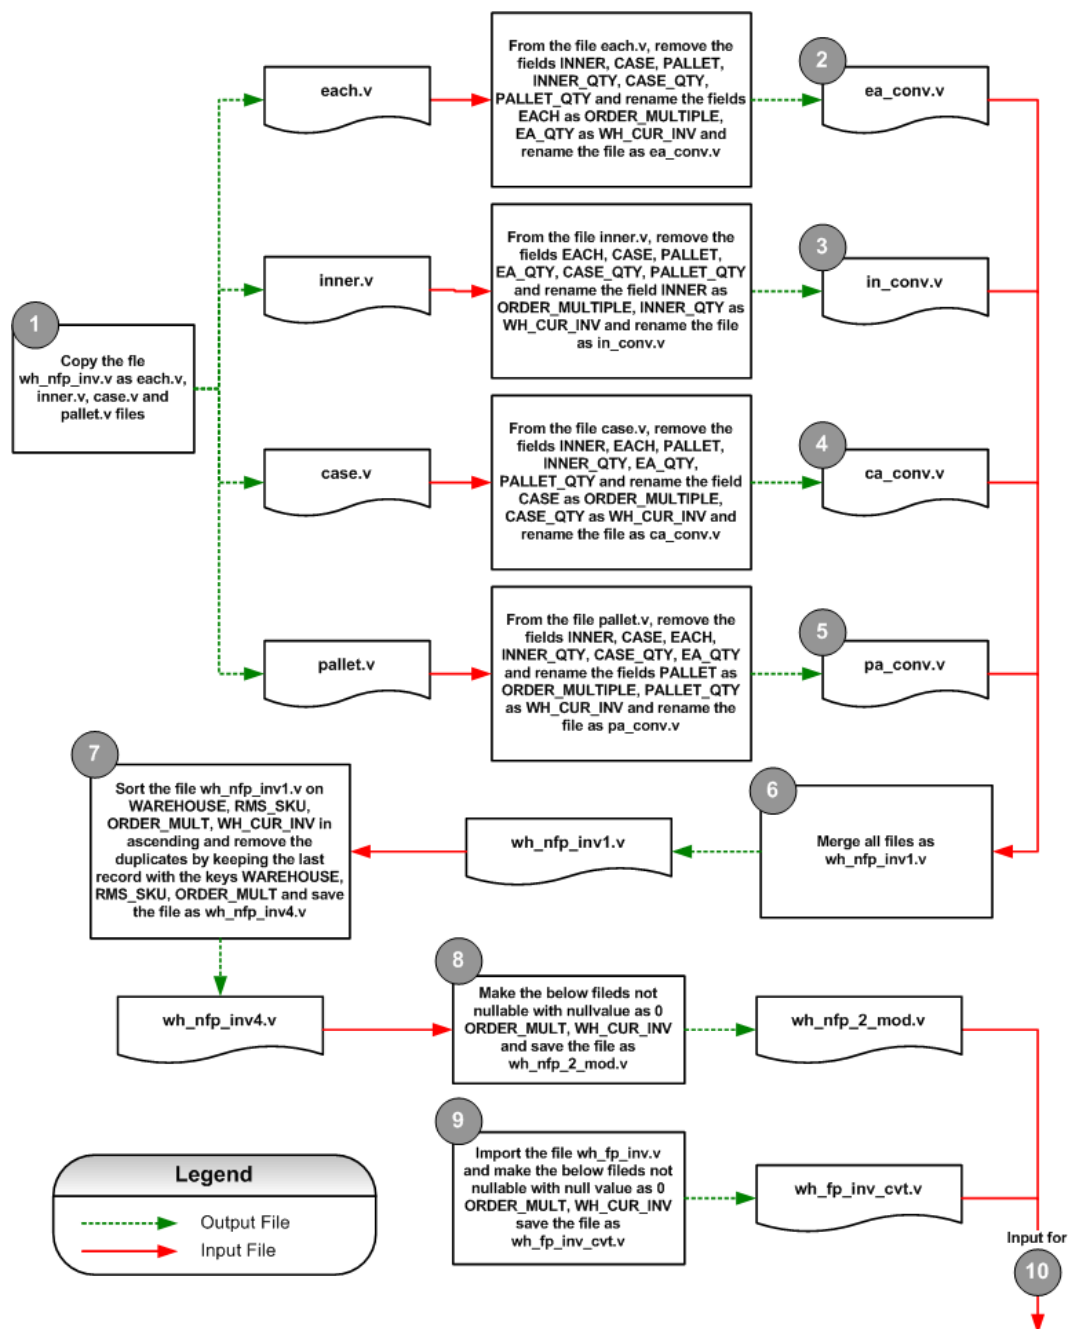 1
Copy the fle
wh_nfp_inv.v as each.v,
inner.v, case.v and
pallet.v files
each.v
From the file each.v, remove the
fields INNER, CASE, PALLET,
INNER_QTY, CASE_QTY,
PALLET_QTY and rename the fields
EACH as ORDER_MULTIPLE,
EA_QTY as WH_CUR_INV and
rename the file as ea_conv.v
2
ea_conv.v
inner.v
From the file inner.v, remove the
fields EACH, CASE, PALLET,
EA_QTY, CASE_QTY, PALLET_QTY
and rename the field INNER as
ORDER_MULTIPLE, INNER_QTY as
WH_CUR_INV and rename the file
as in_conv.v
3
in_conv.v
case.v
From the file case.v, remove the
fields INNER, EACH, PALLET,
INNER_QTY, EA_QTY,
PALLET_QTY and rename the field
CASE as ORDER_MULTIPLE,
CASE_QTY as WH_CUR_INV and
rename the file as ca_conv.v
4
ca_conv.v
pallet.v
From the file pallet.v, remove the
fields INNER, CASE, EACH,
INNER_QTY, CASE_QTY, EA_QTY
and rename the fields PALLET as
ORDER_MULTIPLE, PALLET_QTY
as WH_CUR_INV and rename the
file as pa_conv.v
5
pa_conv.v
6
Merge all files as
wh_nfp_inv1.v
wh_nfp_inv1.v
7
Sort the file wh_nfp_inv1.v on
WAREHOUSE, RMS_SKU,
ORDER_MULT, WH_CUR_INV in
ascending and remove the
duplicates by keeping the last
record with the keys WAREHOUSE,
RMS_SKU, ORDER_MULT and save
the file as wh_nfp_inv4.v
wh_nfp_inv4.v
8
Make the below fileds not
nullable with nullvalue as 0
ORDER_MULT, WH_CUR_INV
and save the file as
wh_nfp_2_mod.v
wh_nfp_2_mod.v
9
Import the file wh_fp_inv.v
and make the below fileds not
nullable with null value as 0
ORDER_MULT, WH_CUR_INV
save the file as
wh_fp_inv_cvt.v
wh_fp_inv_cvt.v
Input for
10
Legend
Output File
Input File